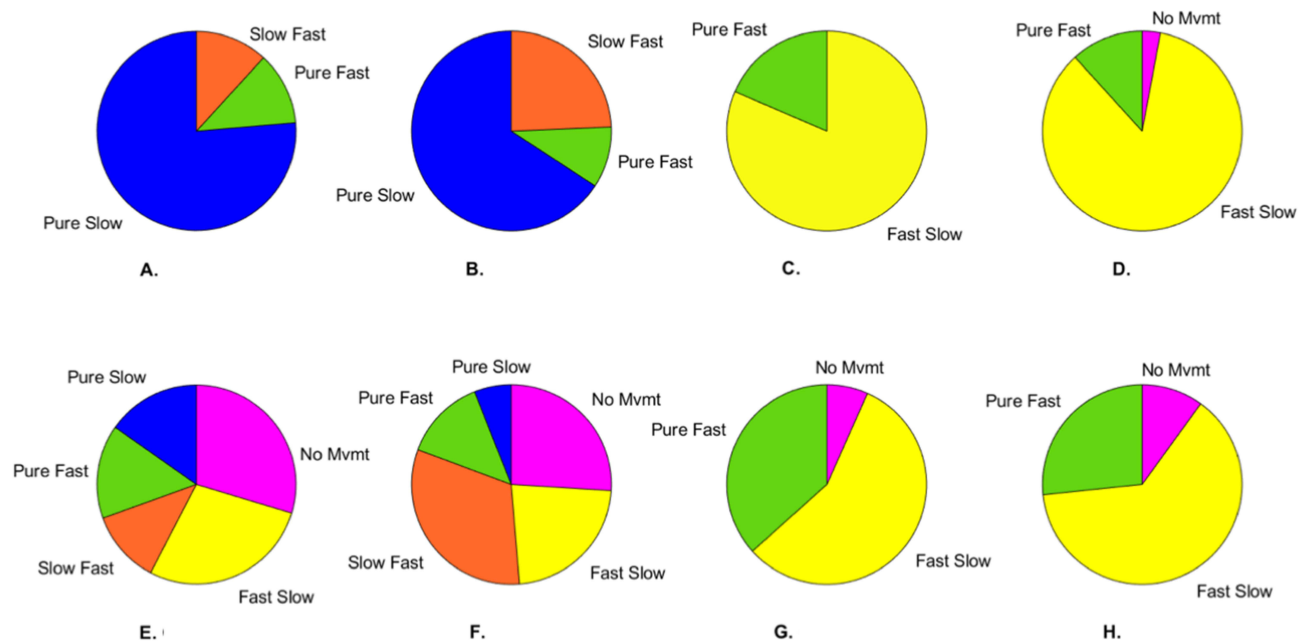 Slow Fast
Pure Fast
Pure Slow
A.
Slow Fast
Pure Fast
Pure Slow
B.
Pure Fast
Fast Slow
C.
No Mvmt
Pure Fast
Fast Slow
D.
Pure Slow
No Mvmt
Pure Fast
Slow Fast
Fast Slow
E.
Pure Slow
No Mvmt
Pure Fast
Slow Fast
Fast Slow
F.
No Mvmt
Pure Fast
Fast Slow
G.
No Mvmt
Pure Fast
Fast Slow
H.